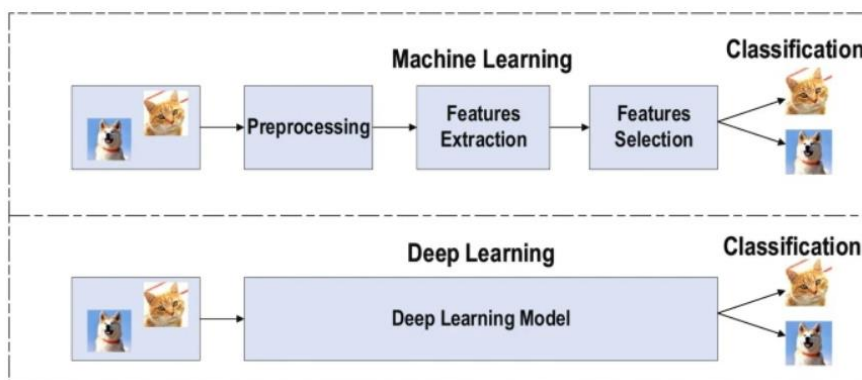 Machine Learning
Classification
Preprocessing
Features
Extraction
Features
Selection
Deep Learning
Classification
Deep Learning Model